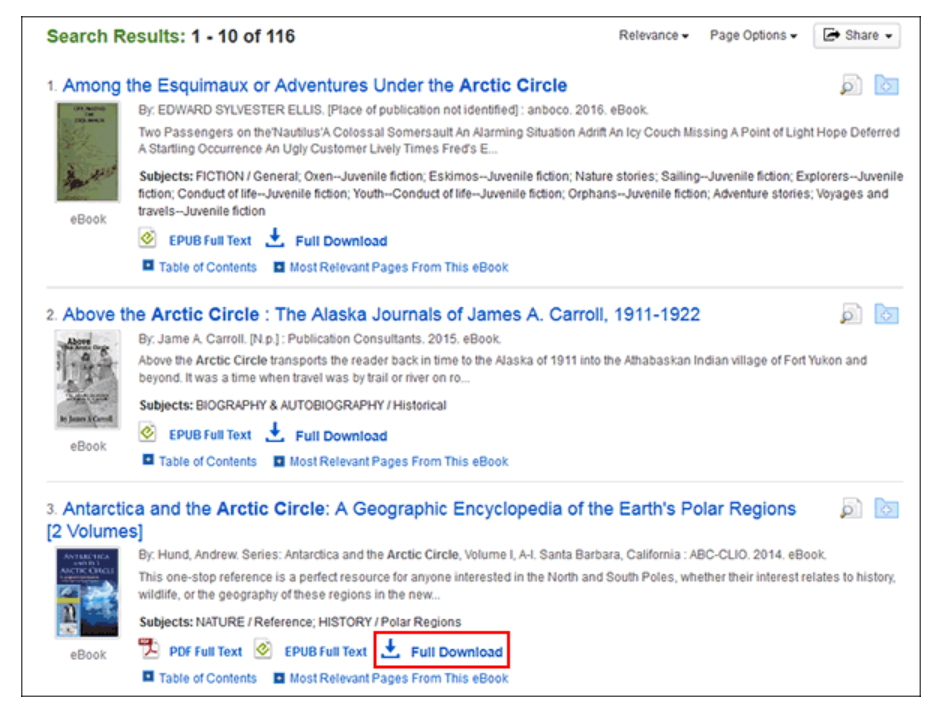 Search Results: 1 - 10 of 116
Relevance Page Options Share
1. Among the Esquimaux or Adventures Under the Arctic Circle
By: EDWARD SYLVESTER ELLIS. [Place of publication not identified] : anboco. 2016. eBook.
Two Passengers on the'Nautilus'A Colossal Somersault An Alarming Situation Adrift An Icy Couch Missing A Point of Light Hope Deferred
A Startling Occurrence An Ugly Customer Lively Times Fred's E...
Subjects: FICTION / General; Oxen--Juvenile fiction; Eskimos--Juvenile fiction; Nature stories; Sailing--Juvenile fiction; Explorers--Juvenile
fiction; Conduct of life--Juvenile fiction; Youth--Conduct of life--Juvenile fiction; Orphans--Juvenile fiction; Adventure stories; Voyages and
travels--Juvenile fiction
eBook
EPUB Full Text Full Download
Table of Contents Most Relevant Pages From This eBook
2. Above the Arctic Circle : The Alaska Journals of James A. Carroll, 1911-1922
By: Jame A. Carroll. [N.p.] : Publication Consultants. 2015. eBook.
Above the Arctic Circle transports the reader back in time to the Alaska of 1911 into the Athabaskan Indian village of Fort Yukon and
beyond. It was a time when travel was by trail or river on ro...
Subjects: BIOGRAPHY & AUTOBIOGRAPHY / Historical
Above
by James A Carroll
eBook
EPUB Full Text Full Download
Table of Contents Most Relevant Pages From This eBook
3. Antarctica and the Arctic Circle: A Geographic Encyclopedia of the Earth's Polar Regions
[2 Volumes]
By: Hund, Andrew. Series: Antarctica and the Arctic Circle, Volume I, A-I. Santa Barbara, California : ABC-CLIO. 2014. eBook.
This one-stop reference is a perfect resource for anyone interested in the North and South Poles, whether their interest relates to history,
wildlife, or the geography of these regions in the new...
Subjects: NATURE / Reference; HISTORY / Polar Regions
ANTARCTICA
AND THE
ARCTIC CIRCLE
eBook
PDF Full Text EPUB Full Text Full Download
Table of Contents Most Relevant Pages From This eBook